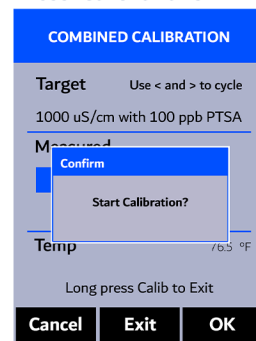 COMBINED CALIBRATION
Target Use < and > to cycle
1000 uS/cm with 100 ppb PTSA
Measured
Confirm
Start Calibration?
Temp 76.5 °F
Long press Calib to Exit
Cancel Exit OK